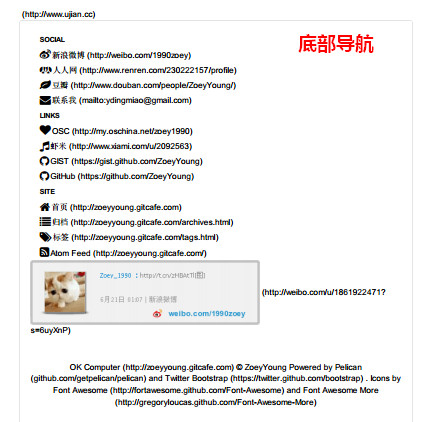 (http://www.ujian.cc)
底部导航
SOCIAL
新浪微博 (http://weibo.com/1990zoey)
人人网 (http://www.renren.com/230222157/profile)
豆瓣 (http://www.douban.com/people/ZoeyYoung/)
联系我 (mailto:ydingmiao@gmail.com)
LINKS
OSC (http://my.oschina.net/zoey1990)
虾米 (http://www.xiami.com/u/2092563)
GIST (https://gist.github.com/ZoeyYoung)
GitHub (https://github.com/ZoeyYoung)
SITE
首页 (http://zoeyyoung.gitcafe.com)
归档 (http://zoeyyoung.gitcafe.com/archives.html)
标签 (http://zoeyyoung.gitcafe.com/tags.html)
Atom Feed (http://zoeyyoung.gitcafe.com/)
Zoey_1990 : http://t.cn/zHBAtTl[图]
6月21日 01:07 | 新浪微博
weibo.com/1990zoey
(http://weibo.com/u/1861922471?
s=6uyXnP)
OK Computer (http://zoeyyoung.gitcafe.com) © ZoeyYoung Powered by Pelican
(github.com/getpelican/pelican) and Twitter Bootstrap (https://twitter.github.com/bootstrap) . Icons by
Font Awesome (http://fortawesome.github.com/Font-Awesome) and Font Awesome More
(http://gregoryloucas.github.com/Font-Awesome-More)